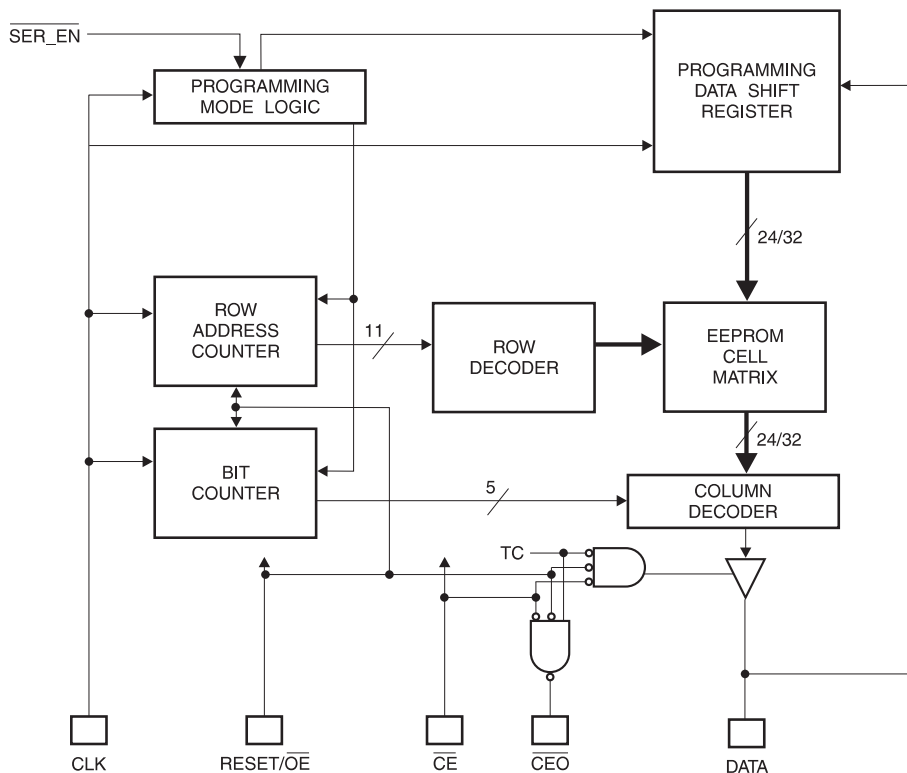 SER_EN
PROGRAMMING
MODE LOGIC
PROGRAMMING
DATA SHIFT
REGISTER
24/32
ROW
ADDRESS
COUNTER
11
ROW
DECODER
EEPROM
CELL
MATRIX
24/32
BIT
COUNTER
5
COLUMN
DECODER
TC
CLK
RESET/OE
CE
CEO
DATA